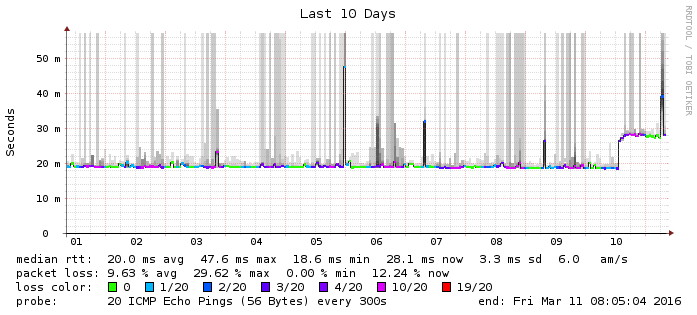 Last 10 Days
RRDTOOL / TOBI OETIKER
Seconds
50 m
40 m
30 m
20 m
10 m
0
01 02 03 04 05 06 07 08 09 10
median rtt: 20.0 ms avg 47.6 ms max 18.6 ms min 28.1 ms now 3.3 ms sd 6.0 am/s
packet loss: 9.63 % avg 29.62 % max 0.00 % min 12.24 % now
loss color: 0 1/20 2/20 3/20 4/20 10/20 19/20
probe: 20 ICMP Echo Pings (56 Bytes) every 300s end: Fri Mar 11 08:05:04 2016